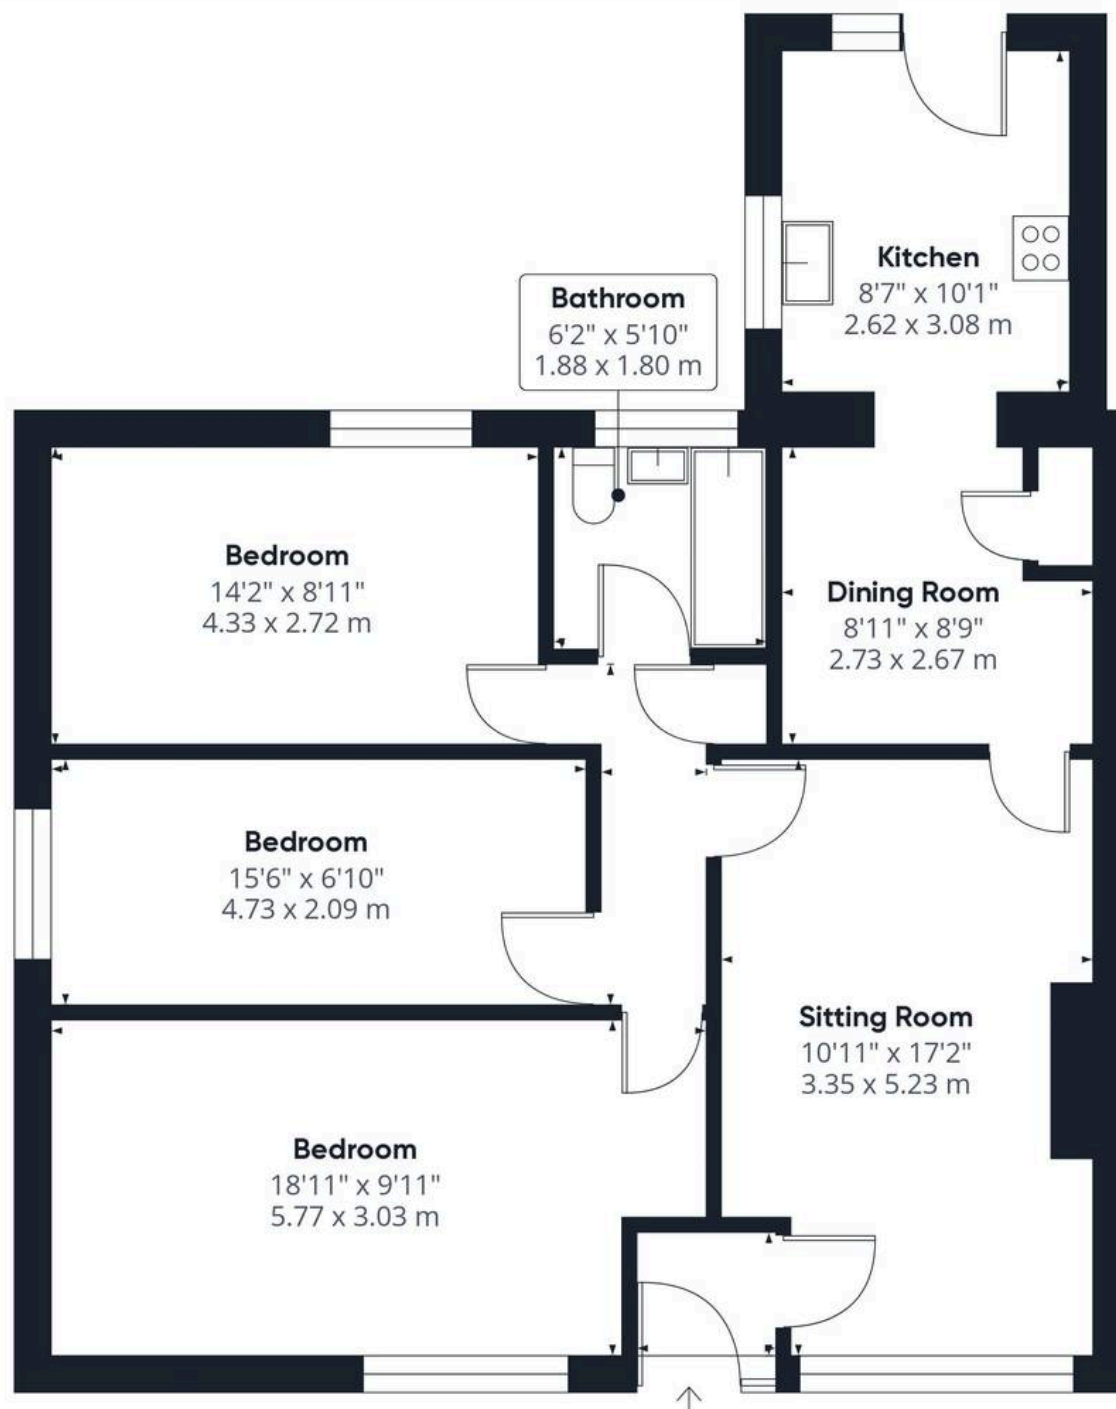 Kitchen
8'7" x 10'1"
2.62 x 3.08 m
Bathroom
6'2" x 5'10"
1.88 x 1.80 m
Bedroom
14'2" x 8'11"
4.33 x 2.72 m
Dining Room
8'11" x 8'9"
2.73 x 2.67 m
Bedroom
15'6" x 6'10"
4.73 x 2.09 m
Sitting Room
10'11" x 17'2"
3.35 x 5.23 m
Bedroom
18'11" x 9'11"
5.77 x 3.03 m